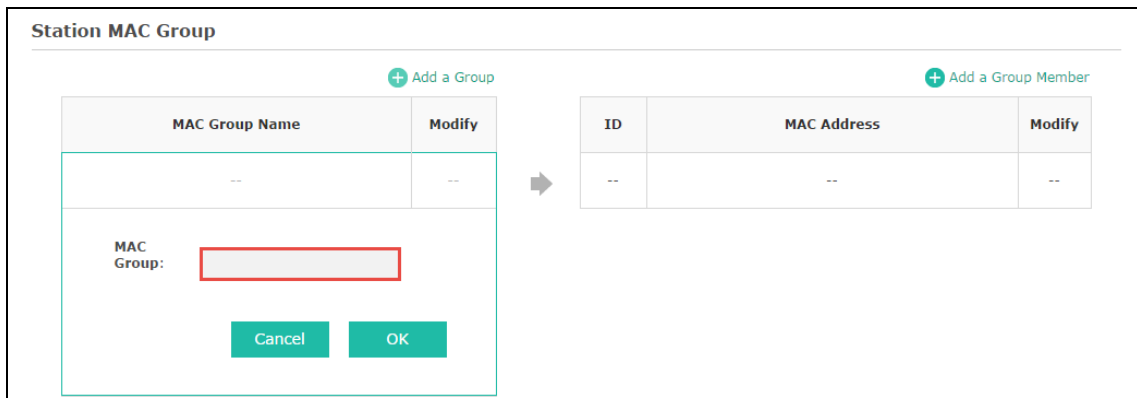 Station MAC Group
Add a Group
Add a Group Member
MAC Group Name Modify
ID MAC Address Modify
-- --
-- -- --
MAC
Group:
Cancel OK